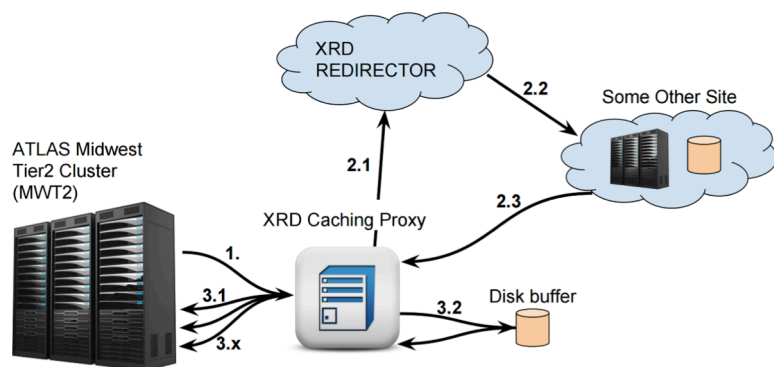 XRD
REDIRECTOR
2.2
Some Other Site
ATLAS Midwest
Tier2 Cluster
(MWT2)
2.1
2.3
XRD Caching Proxy
1.
3.1
3.2
Disk buffer
3.x